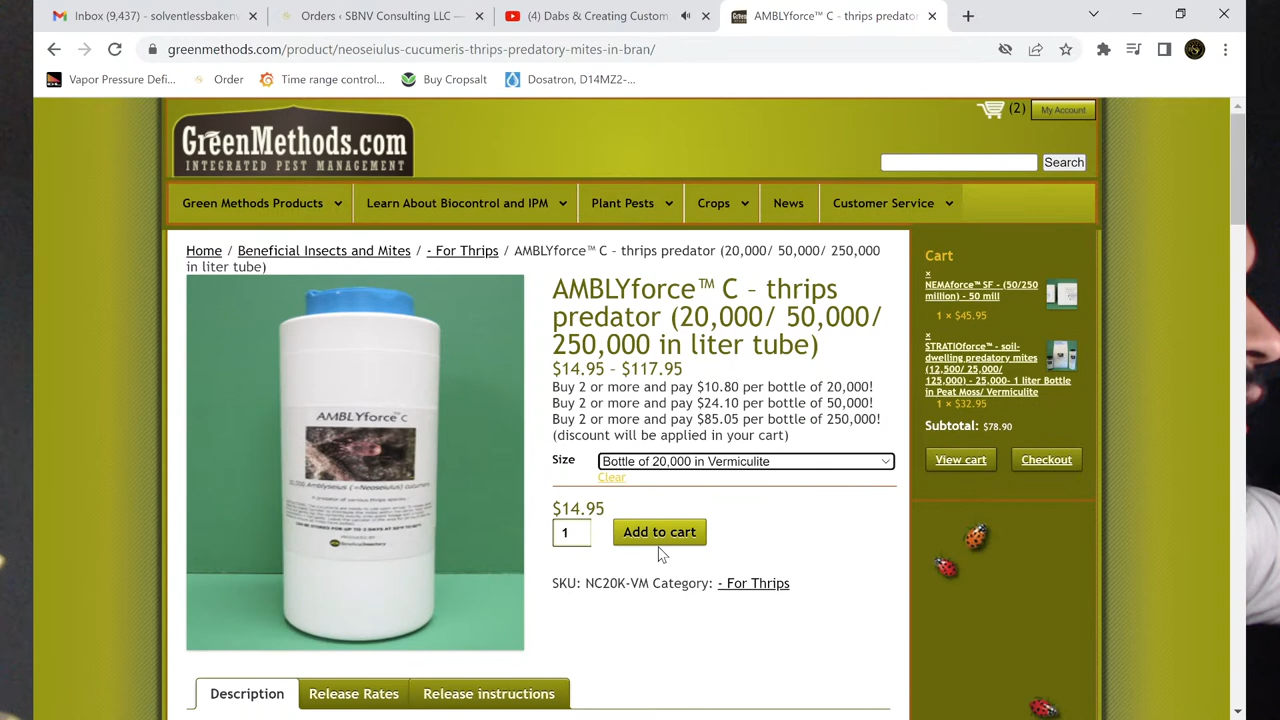 Inbox (9,437) - solventlessbaken
Orders ‹ SBNV Consulting LLC —
(4) Dabs & Creating Custom
AMBLYforce™ C - thrips predator
greenmethods.com/product/neoseiulus-cucumeris-thrips-predatory-mites-in-bran/
Vapor Pressure Defi...
Order
Time range control...
Buy Cropsalt
Dosatron, D14MZ2-...
GreenMethods.com
INTEGRATED PEST MANAGEMENT
(2)
My Account
Search
Green Methods Products
Learn About Biocontrol and IPM
Plant Pests
Crops
News
Customer Service
Home / Beneficial Insects and Mites / - For Thrips / AMBLYforce™ C – thrips predator (20,000/ 50,000/ 250,000
in liter tube)
AMBLYforce™ C
AMBLYforce™ C – thrips
predator (20,000/ 50,000/
250,000 in liter tube)
$14.95 – $117.95
Buy 2 or more and pay $10.80 per bottle of 20,000!
Buy 2 or more and pay $24.10 per bottle of 50,000!
Buy 2 or more and pay $85.05 per bottle of 250,000!
(discount will be applied in your cart)
Size
Bottle of 20,000 in Vermiculite
Clear
$14.95
1
Add to cart
SKU: NC20K-VM Category: - For Thrips
Description
Release Rates
Release instructions
Cart
×
NEMAforce™ SF - (50/250
million) - 50 mill
1 × $45.95
×
STRATIOforce™ - soil-
dwelling predatory mites
(12,500/ 25,000/
125,000) - 25,000- 1 liter Bottle
in Peat Moss/ Vermiculite
1 × $32.95
Subtotal: $78.90
View cart
Checkout